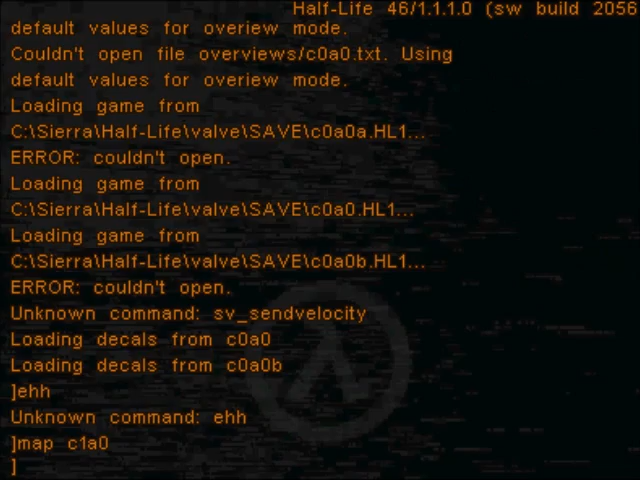 Half-Life 46/1.1.1.0 (sw build 2056
default values for overiew mode.
Couldn't open file overviews/c0a0.txt. Using
default values for overiew mode.
Loading game from
C:\Sierra\Half-Life\valve\SAVE\c0a0a.HL1...
ERROR: couldn't open.
Loading game from
C:\Sierra\Half-Life\valve\SAVE\c0a0.HL1...
Loading game from
C:\Sierra\Half-Life\valve\SAVE\c0a0b.HL1...
ERROR: couldn't open.
Unknown command: sv_sendvelocity
Loading decals from c0a0
Loading decals from c0a0b
]ehh
Unknown command: ehh
]map c1a0
]